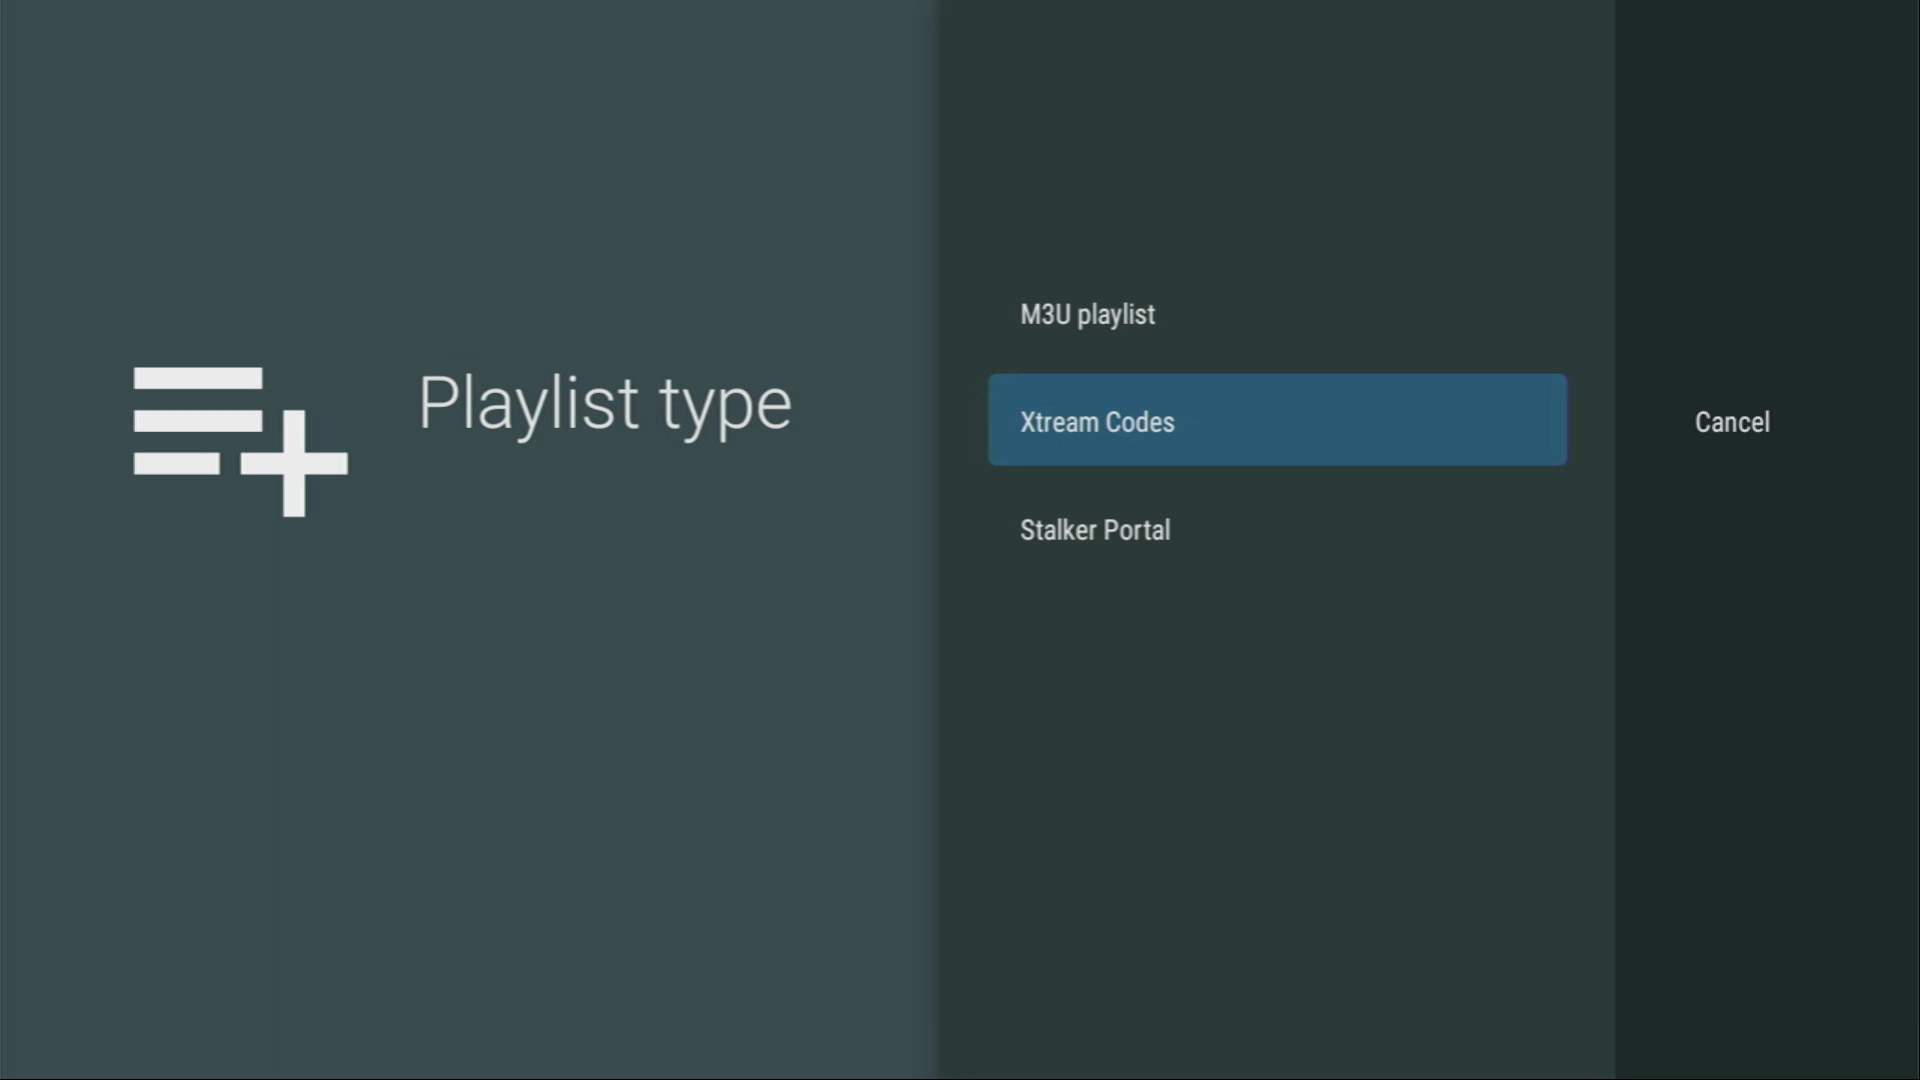 Playlist type
M3U playlist
Xtream Codes
Stalker Portal
Cancel